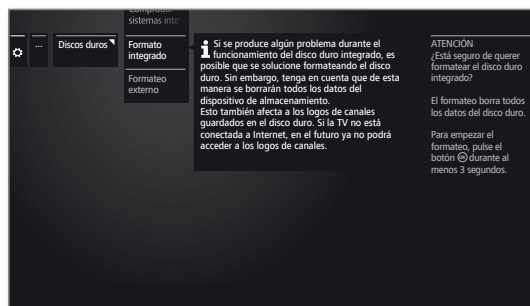 Comprobar
sistemas inte
...
Discos duros
Formato
integrado
Formateo
externo
Si se produce algún problema durante el
funcionamiento del disco duro integrado, es
posible que se solucione formateando el disco
duro. Sin embargo, tenga en cuenta que de esta
manera se borrarán todos los datos del
dispositivo de almacenamiento.
Esto también afecta a los logos de canales
guardados en el disco duro. Si la TV no está
conectada a Internet, en el futuro ya no podrá
acceder a los logos de canales.
ATENCIÓN
¿Está seguro de querer
formatear el disco duro
integrado?
El formateo borra todos
los datos del disco duro.
Para empezar el
formateo, pulse el
botón OK durante al
menos 3 segundos.